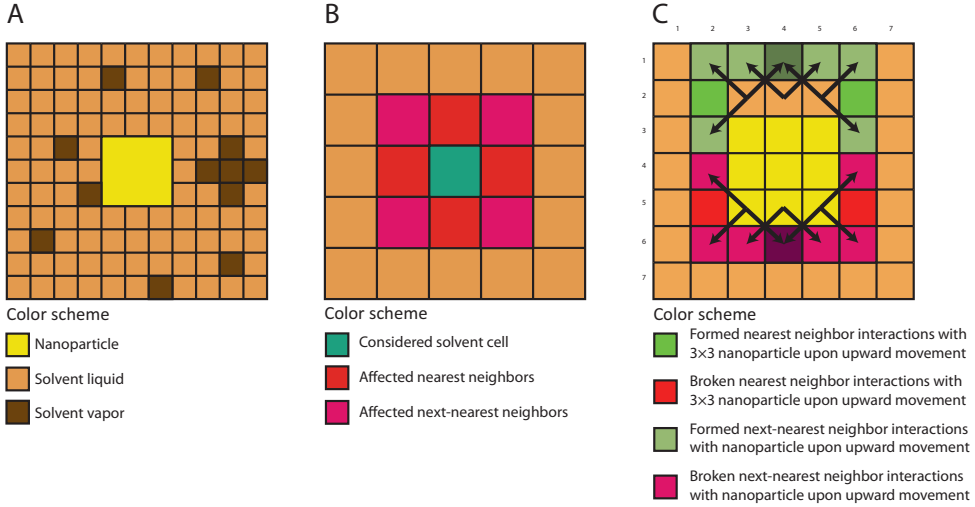 A
B
C
1 2 3 4 5 6 7
1
2
3
4
5
6
7
Color scheme
Nanoparticle
Solvent liquid
Solvent vapor
Color scheme
Considered solvent cell
Affected nearest neighbors
Affected next-nearest neighbors
Color scheme
Formed nearest neighbor interactions with
3×3 nanoparticle upon upward movement
Broken nearest neighbor interactions with
3×3 nanoparticle upon upward movement
Formed next-nearest neighbor interactions
with nanoparticle upon upward movement
Broken next-nearest neighbor interactions
with nanoparticle upon upward movement